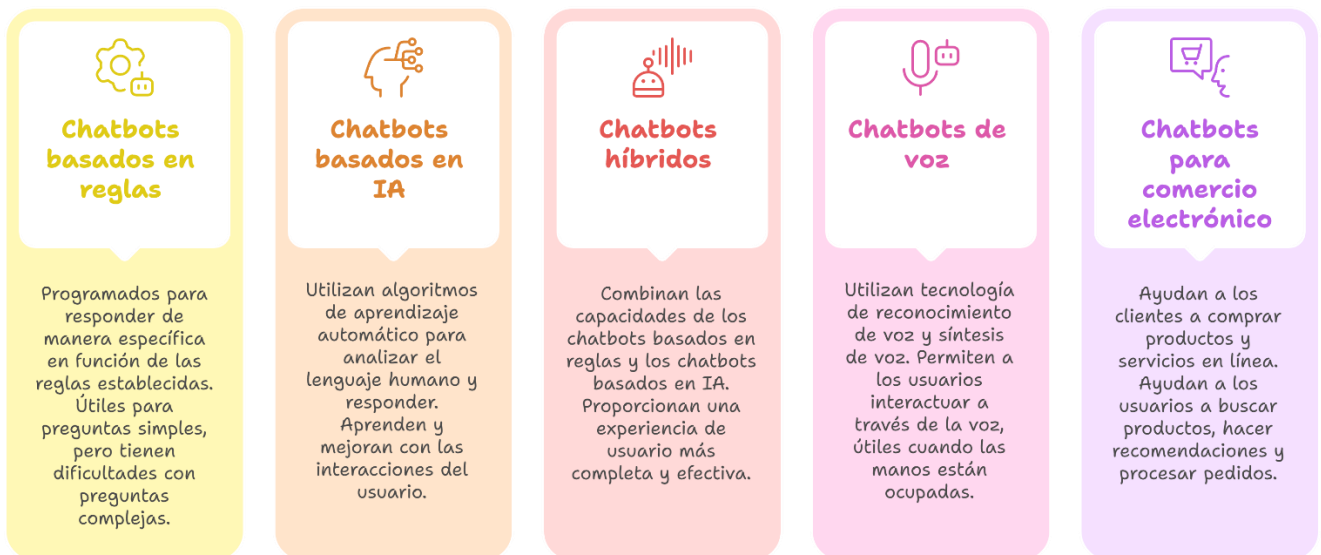 Chatbots
basados en
reglas
Programados para
responder de
manera específica
en función de las
reglas establecidas.
Útiles para
preguntas simples,
pero tienen
dificultades con
preguntas
complejas.
Chatbots
basados en
IA
Utilizan algoritmos
de aprendizaje
automático para
analizar el
lenguaje humano y
responder.
Aprenden y
mejoran con las
interacciones del
usuario.
Chatbots
híbridos
Combinan las
capacidades de los
chatbots basados en
reglas y los chatbots
basados en IA.
Proporcionan una
experiencia de
usuario más
completa y efectiva.
Chatbots de
voz
Utilizan tecnología
de reconocimiento
de voz y síntesis
de voz. Permiten a
los usuarios
interactuar a
través de la voz,
útiles cuando las
manos están
ocupadas.
Chatbots
para
comercio
electrónico
Ayudan a los
clientes a comprar
productos y
servicios en línea.
Ayudan a los
usuarios a buscar
productos, hacer
recomendaciones y
procesar pedidos.